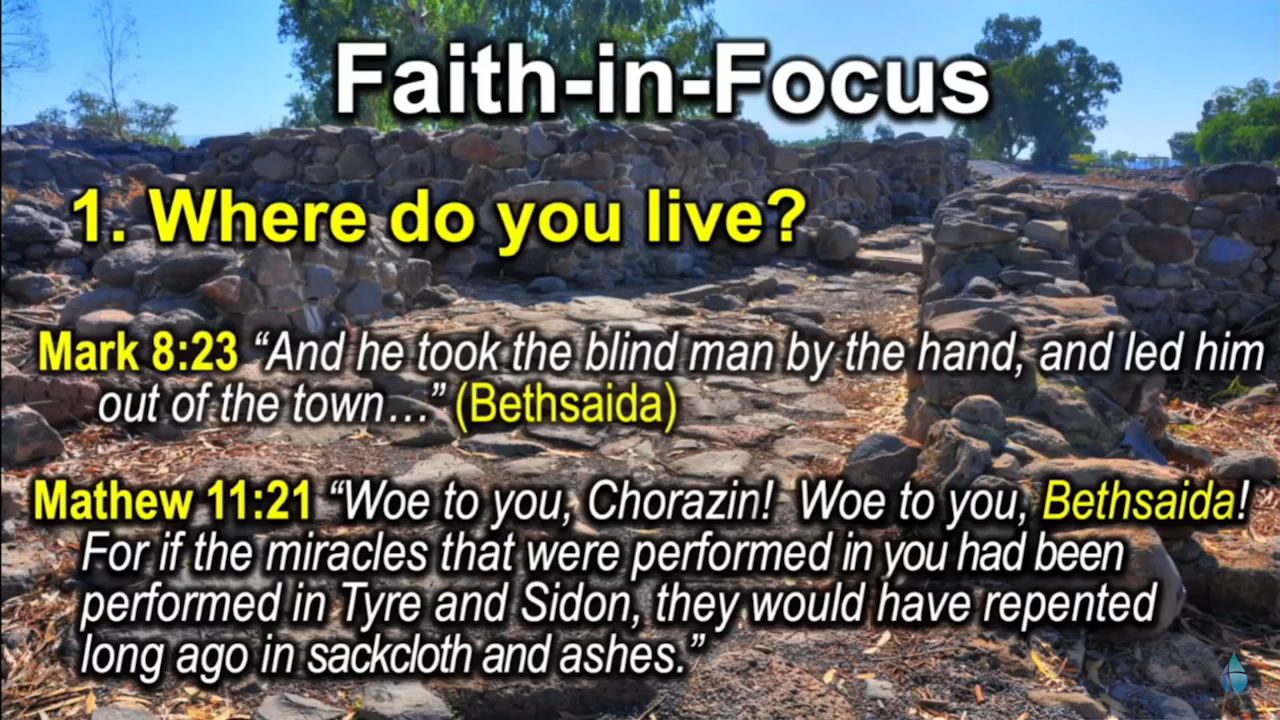 Faith-in-Focus
1. Where do you live?
Mark 8:23 “And he took the blind man by the hand, and led him
out of the town…” (Bethsaida)
Mathew 11:21 “Woe to you, Chorazin! Woe to you, Bethsaida!
For if the miracles that were performed in you had been
performed in Tyre and Sidon, they would have repented
long ago in sackcloth and ashes.”